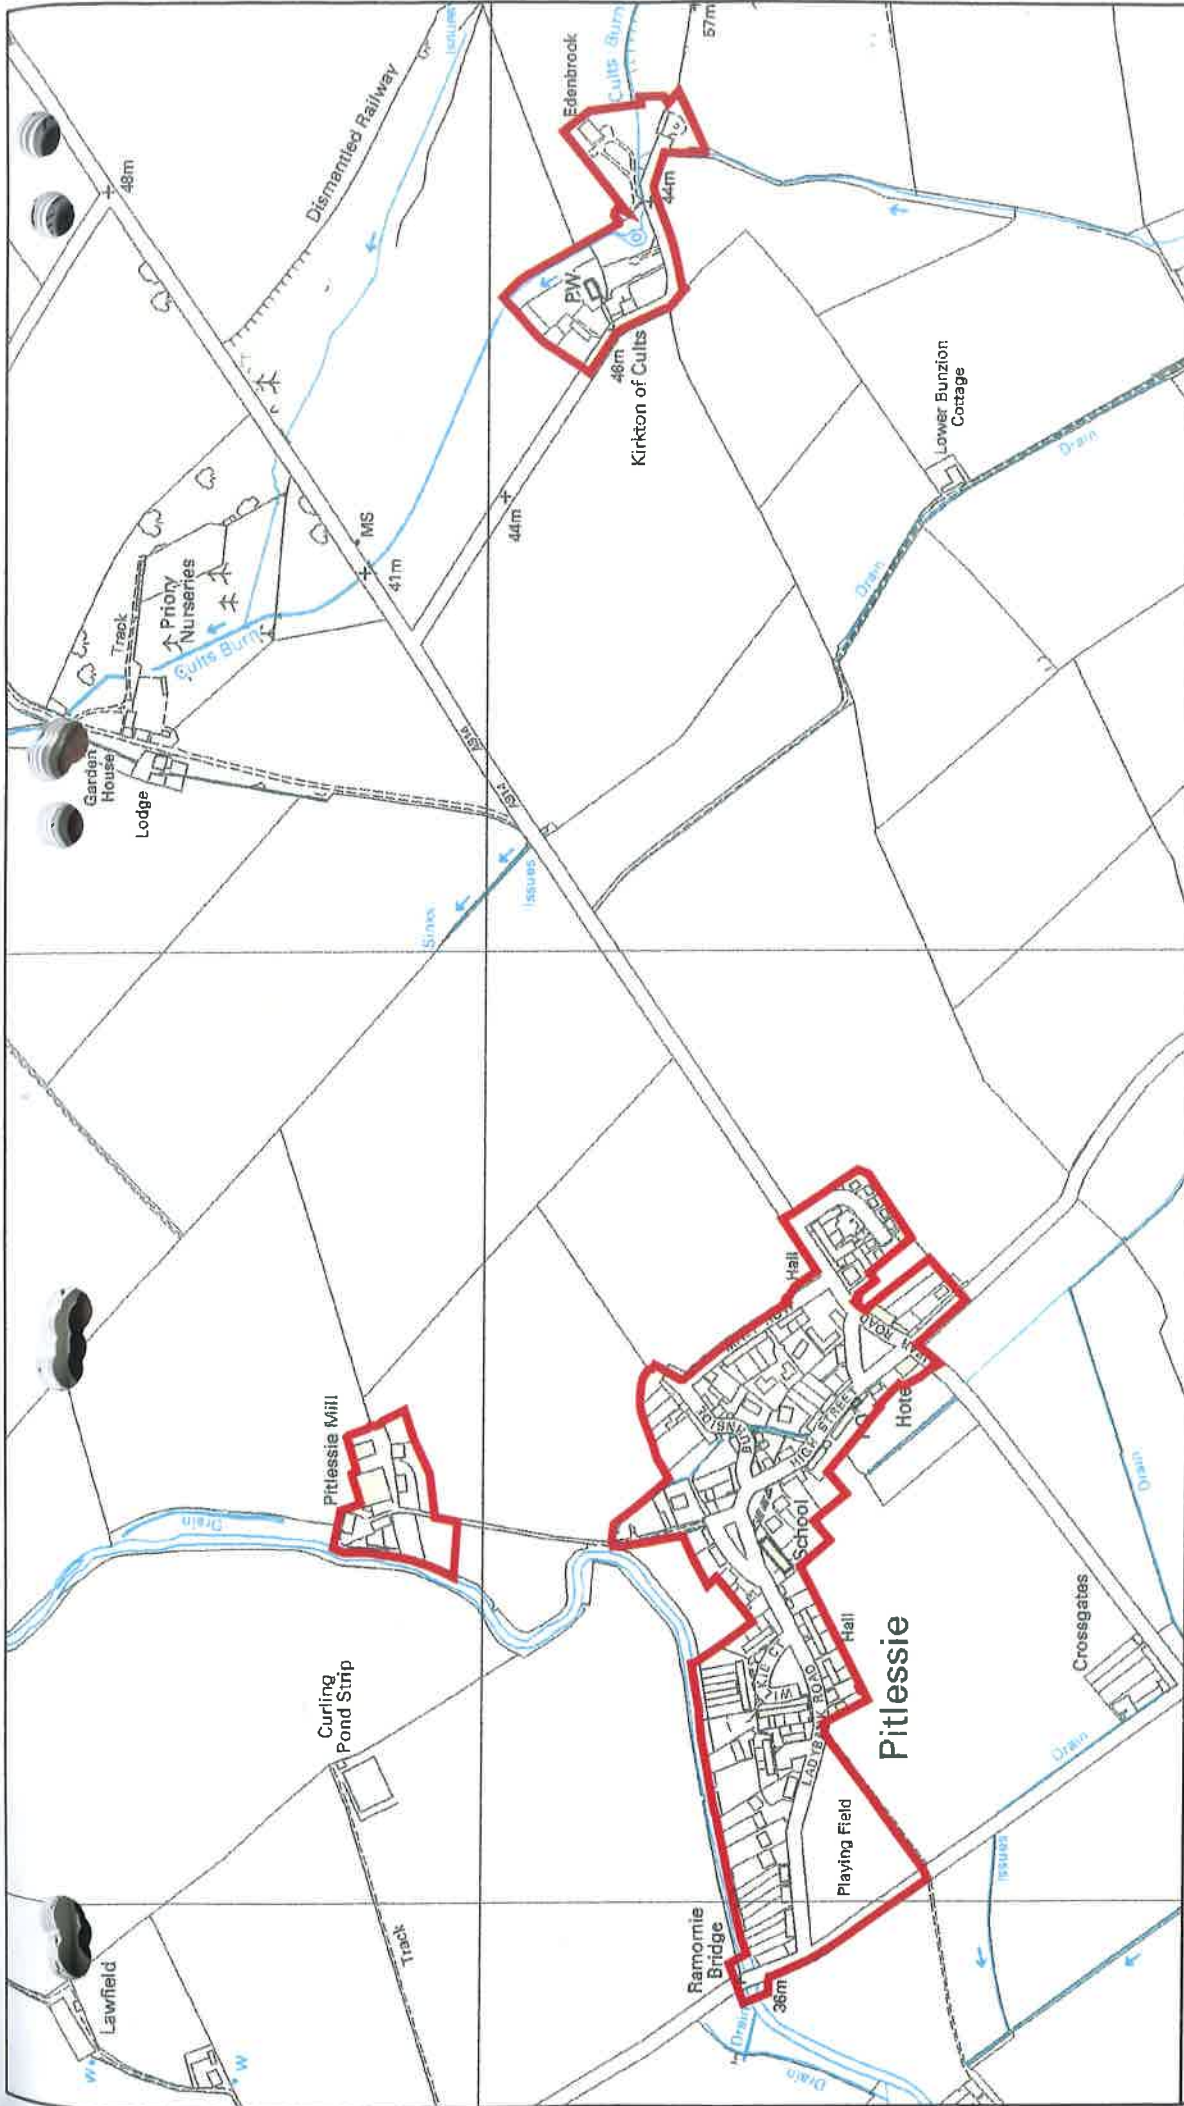 Lawfield
W
W
Garden
House
Lodge
Track
Priory
Nurseries
Cults Burn
48m
Dismantled Railway
Issues
Drain
Pitlessie Mill
Curling
Pond Strip
Track
MS
41m
Sinks
Issues
A914
A914
44m
Edenbrook
Cults Burn
PW
46m
Kirkton of Cults
44m
57m
Ramornie
Bridge
36m
Drain
Drain
BURNSIDE
HIGH STREET
Hall
School
Hall
LADYBANK ROAD
Playing Field
Pitlessie
Drain
Lower Bunzion
Cottage
Drain
Issues
Drain
Crossgates
Drain